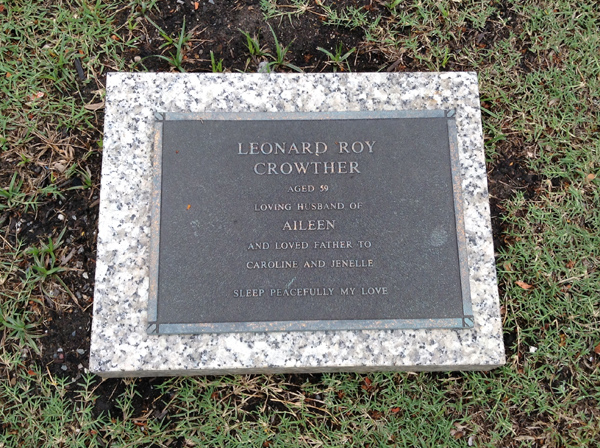 LEONARD ROY
CROWTHER
AGED 59
LOVING HUSBAND OF
AILEEN
AND LOVED FATHER TO
CAROLINE AND JENELLE
SLEEP PEACEFULLY MY LOVE